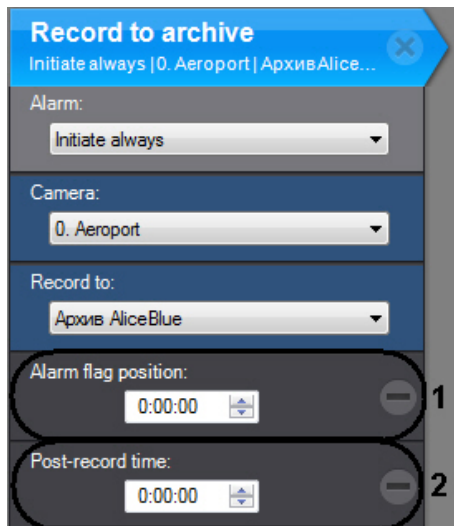 Record to archive
Initiate always | 0. Aeroport | Архив Alice...
Alarm:
Initiate always
Camera:
0. Aeroport
Record to:
Архив AliceBlue
Alarm flag position:
0:00:00
1
Post-record time:
0:00:00
2